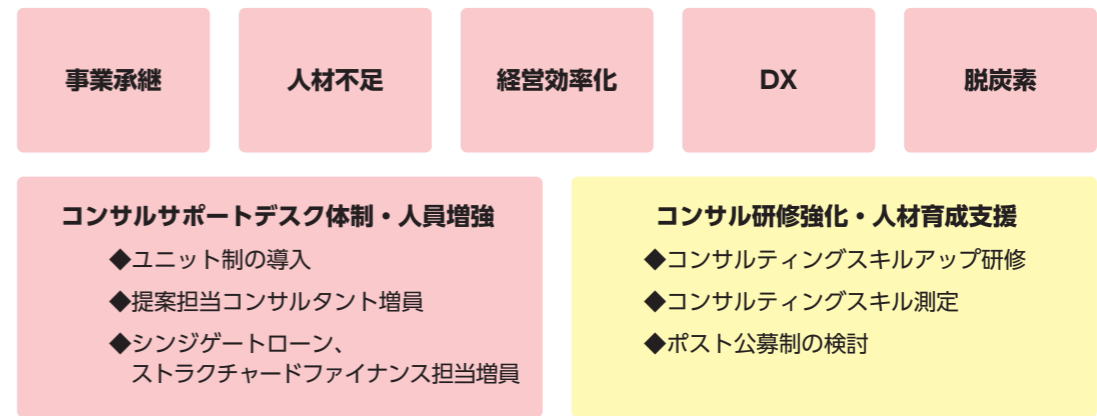 事業承継
人材不足
経営効率化
DX
脱炭素
コンサルサポートデスク体制・人員増強
◆ユニット制の導入
◆提案担当コンサルタント増員
◆シンジゲートローン、
ストラクチャードファイナンス担当増員
コンサル研修強化・人材育成支援
◆コンサルティングスキルアップ研修
◆コンサルティングスキル測定
◆ポスト公募制の検討